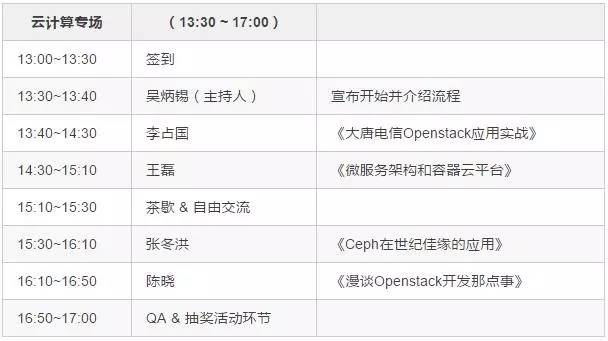 云计算专场 （13:30 ~ 17:00）
13:00~13:30 签到
13:30~13:40 吴炳锡（主持人） 宣布开始并介绍流程
13:40~14:30 李占国 《大唐电信Openstack应用实战》
14:30~15:10 王磊 《微服务架构和容器云平台》
15:10~15:30 茶歇 & 自由交流
15:30~16:10 张冬洪 《Ceph在世纪佳缘的应用》
16:10~16:50 陈晓 《漫谈Openstack开发那点事》
16:50~17:00 QA & 抽奖活动环节